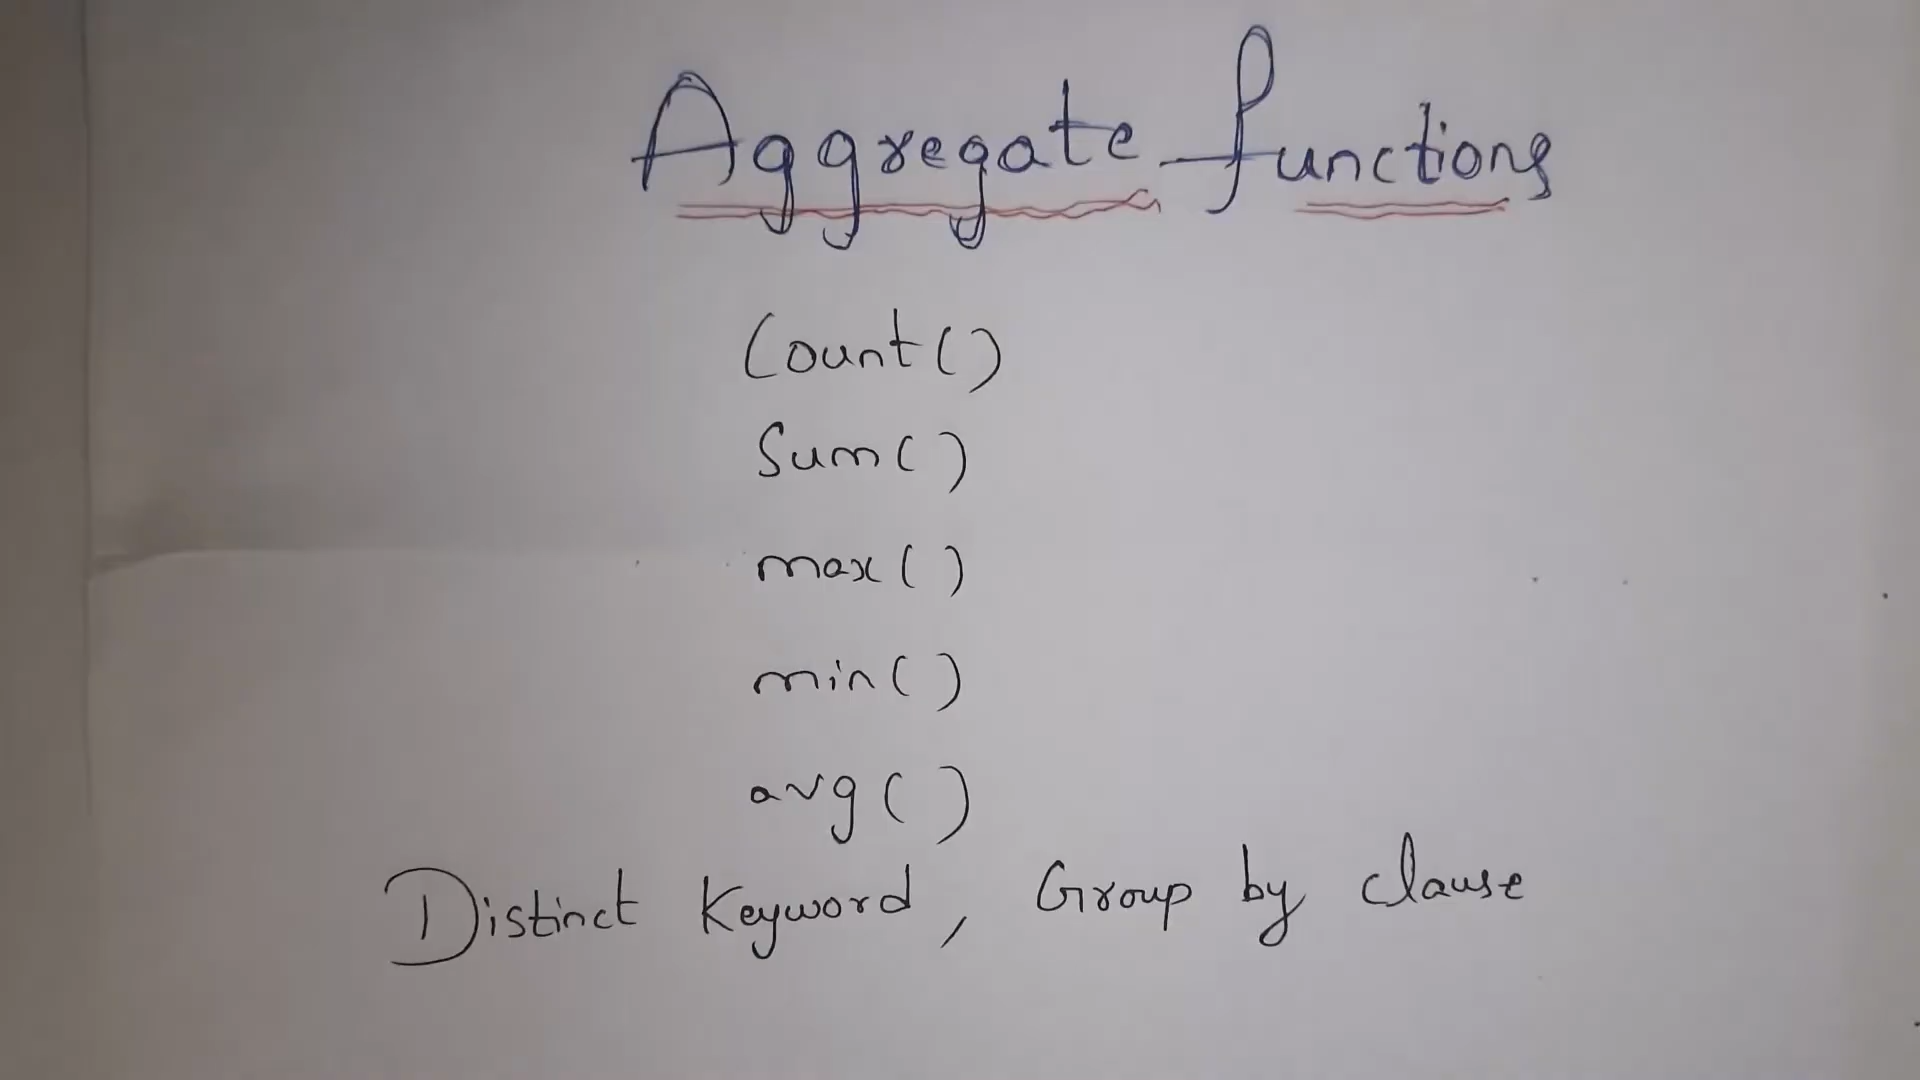 Aggregate functions
Count()
Sum()
max()
min()
avg()
Distinct Keyword, Group by clause